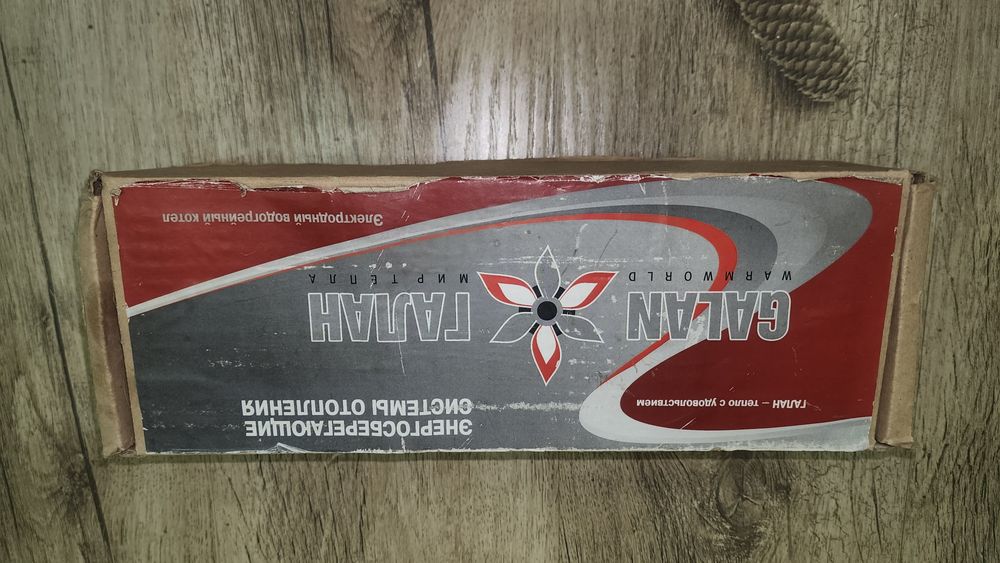 ЭНЕРГОСБЕРЕГАЮЩИЕ
СИСТЕМЫ ОТОПЛЕНИЯ
ГАЛАН – тепло с удовольствием
GALAN
WARMWORLD
ГАЛАН
МИР ТЕПЛА
Электродный водогрейный котел